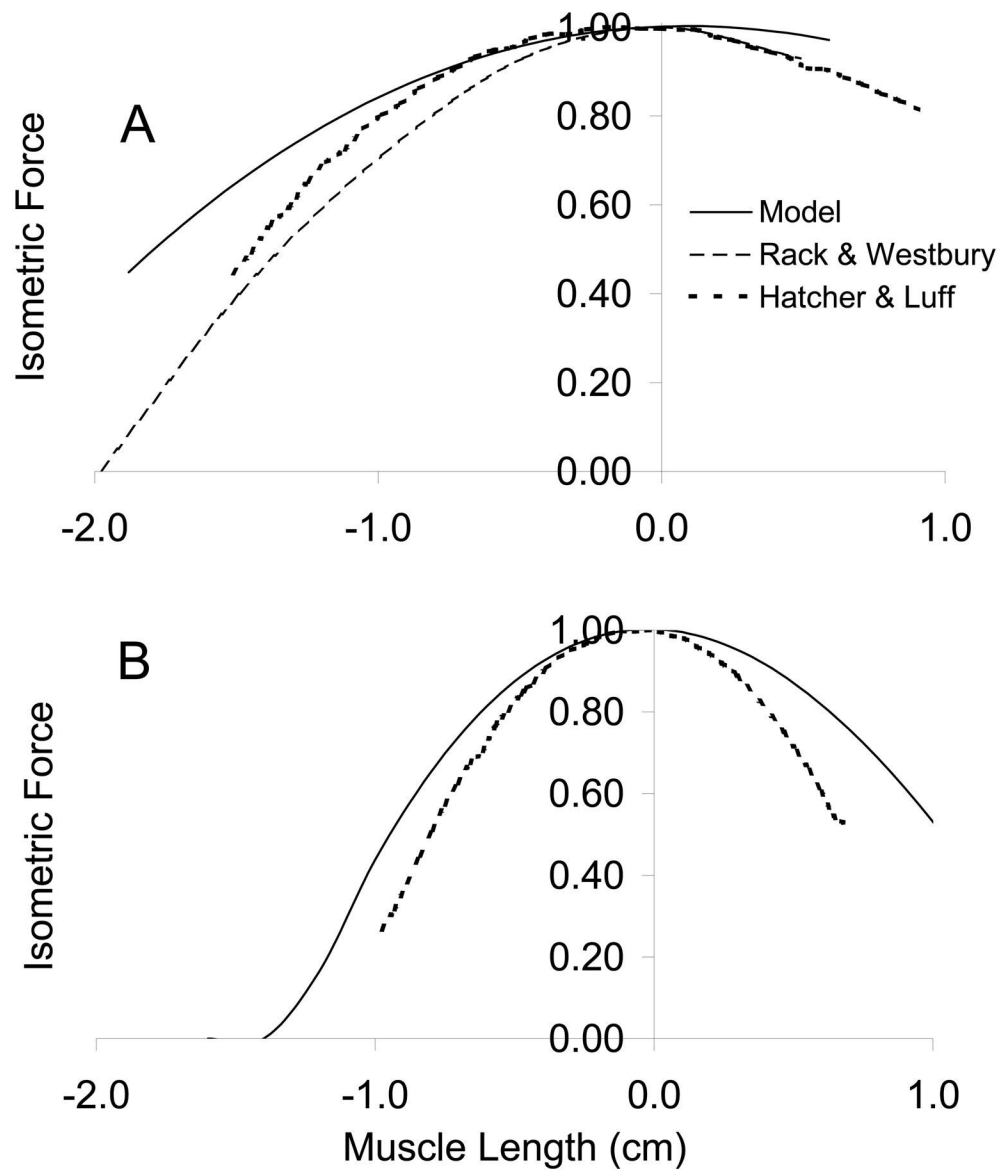 1.00
A
0.80
Isometric Force
0.60
Model
Rack & Westbury
Hatcher & Luff
0.40
0.20
0.00
-2.0 -1.0 0.0 1.0
1.00
B
0.80
Isometric Force
0.60
0.40
0.20
0.00
-2.0 -1.0 0.0 1.0
Muscle Length (cm)